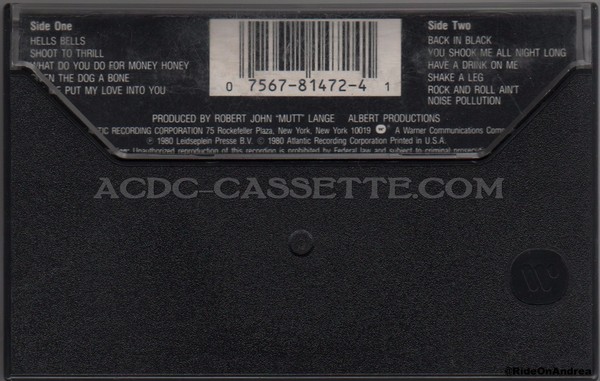 Side One
HELLS BELLS
SHOOT TO THRILL
WHAT DO YOU DO FOR MONEY HONEY
EN THE DOG A BONE
E PUT MY LOVE INTO YOU
0 7567-81472-4 1
Side Two
BACK IN BLACK
YOU SHOOK ME ALL NIGHT LONG
HAVE A DRINK ON ME
SHAKE A LEG
ROCK AND ROLL AIN'T
NOISE POLLUTION
PRODUCED BY ROBERT JOHN "MUTT" LANGE ALBERT PRODUCTIONS
TIC RECORDING CORPORATION 75 Rockefeller Plaza, New York, New York 10019 A Warner Communications Com
℗ 1980 Leidseplein Presse B.V. © 1980 Atlantic Recording Corporation Printed in U.S.A.
Unauthorized reproduction of this recording is prohibited by Federal law and subject to criminal prosecu
ACDC-CASSETTE.COM
©RideOnAndrea